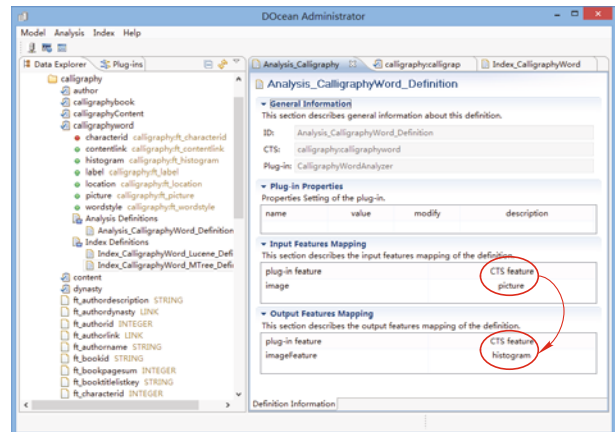 DOcean Administrator
Model Analysis Index Help
Data Explorer Plug-ins
calligraphy
author
calligraphybook
calligraphyContent
calligraphyword
characterid calligraphy:ft_characterid
contentlink calligraphy:ft_contentlink
histogram calligraphy:ft_histogram
label calligraphy:ft_label
location calligraphy:ft_location
picture calligraphy:ft_picture
wordstyle calligraphy:ft_wordstyle
Analysis Definitions
Analysis_CalligraphyWord_Definition
Index Definitions
Index_CalligraphyWord_Lucene_Defi
Index_CalligraphyWord_MTree_Defi
content
dynasty
ft_authordescription STRING
ft_authordynasty LINK
ft_authorid INTEGER
ft_authorlink LINK
ft_authorname STRING
ft_bookid STRING
ft_bookpagesum INTEGER
ft_booktitlelistkey STRING
ft_characterid INTEGER
Analysis_Calligraphy calligraphy:calligrap Index_CalligraphyWord
Analysis_CalligraphyWord_Definition
General Information
This section describes general information about this definition.
ID: Analysis_CalligraphyWord_Definition
CTS: calligraphy:calligraphyword
Plug-in: CalligraphyWordAnalyzer
Plug-in Properties
Properties Setting of the plug-in.
name value modify description
Input Features Mapping
This section describes the input features mapping of the definition.
plug-in feature CTS feature
image picture
Output Features Mapping
This section describes the output features mapping of the definition.
plug-in feature CTS feature
imageFeature histogram
Definition Information